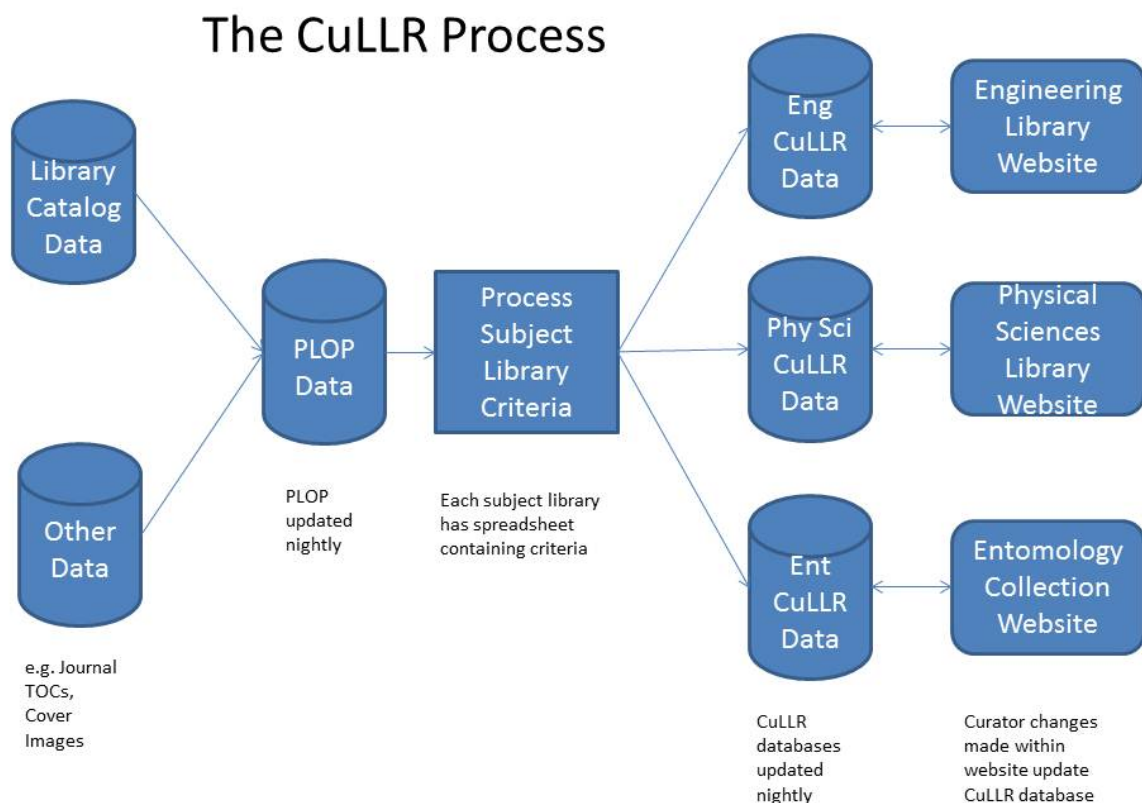 The CuLLR Process
Library
Catalog
Data
Other
Data
e.g. Journal
TOCs,
Cover
Images
PLOP
Data
PLOP
updated
nightly
Process
Subject
Library
Criteria
Each subject library
has spreadsheet
containing criteria
Eng
CuLLR
Data
Engineering
Library
Website
Phy Sci
CuLLR
Data
Physical
Sciences
Library
Website
Ent
CuLLR
Data
Entomology
Collection
Website
CuLLR
databases
updated
nightly
Curator changes
made within
website update
CuLLR database